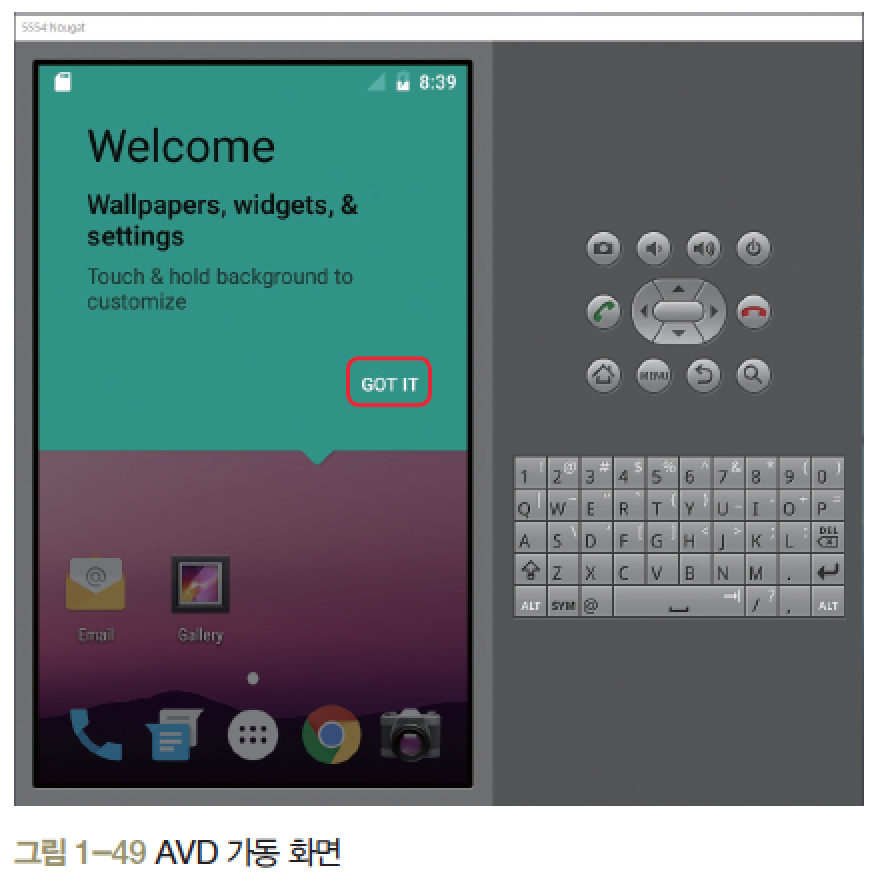 5554:Nougat
8:39
Welcome
Wallpapers, widgets, &
settings
Touch & hold background to
customize
GOT IT
Email
Gallery
MENU
1 ! 2 @ 3 # 4 $ 5 % 6 ^ 7 & 8 * 9 ( 0 )
Q | W ~ E " R ` T { Y } U _ I - O + P =
A S \ D ' F [ G ] H < J > K ; L : DEL
Z X C V B N M .
ALT SYM @ / ? , ALT
그림 1-49 AVD 가동 화면